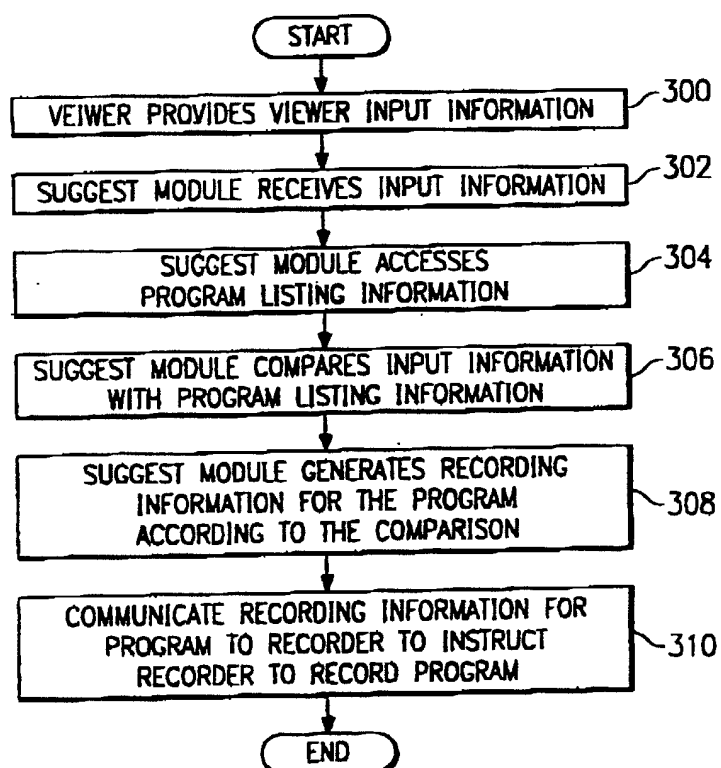 START
VEIWER PROVIDES VIEWER INPUT INFORMATION
300
SUGGEST MODULE RECEIVES INPUT INFORMATION
302
SUGGEST MODULE ACCESSES
PROGRAM LISTING INFORMATION
304
SUGGEST MODULE COMPARES INPUT INFORMATION
WITH PROGRAM LISTING INFORMATION
306
SUGGEST MODULE GENERATES RECORDING
INFORMATION FOR THE PROGRAM
ACCORDING TO THE COMPARISON
308
COMMUNICATE RECORDING INFORMATION FOR
PROGRAM TO RECORDER TO INSTRUCT
RECORDER TO RECORD PROGRAM
310
END